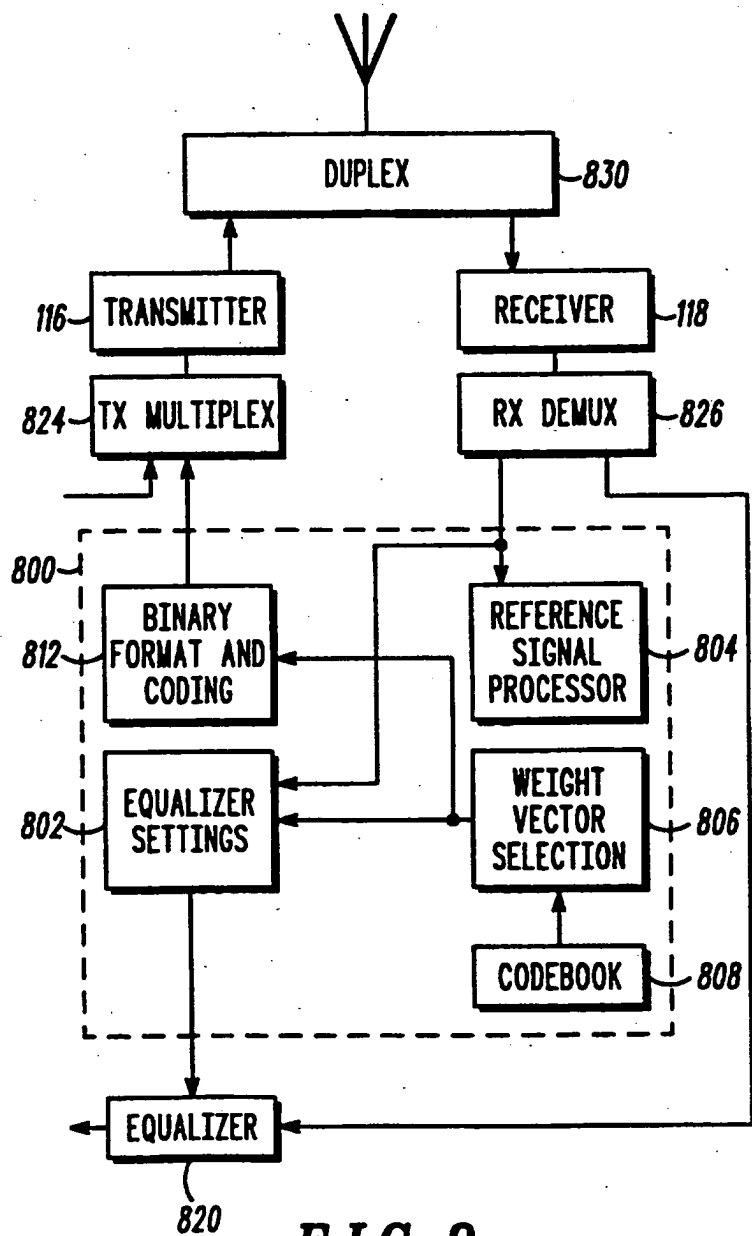 DUPLEX
830
116
TRANSMITTER
RECEIVER
118
824
TX MULTIPLEX
RX DEMUX
826
800
812
BINARY
FORMAT AND
CODING
REFERENCE
SIGNAL
PROCESSOR
804
802
EQUALIZER
SETTINGS
WEIGHT
VECTOR
SELECTION
806
CODEBOOK
808
EQUALIZER
820
FIG.